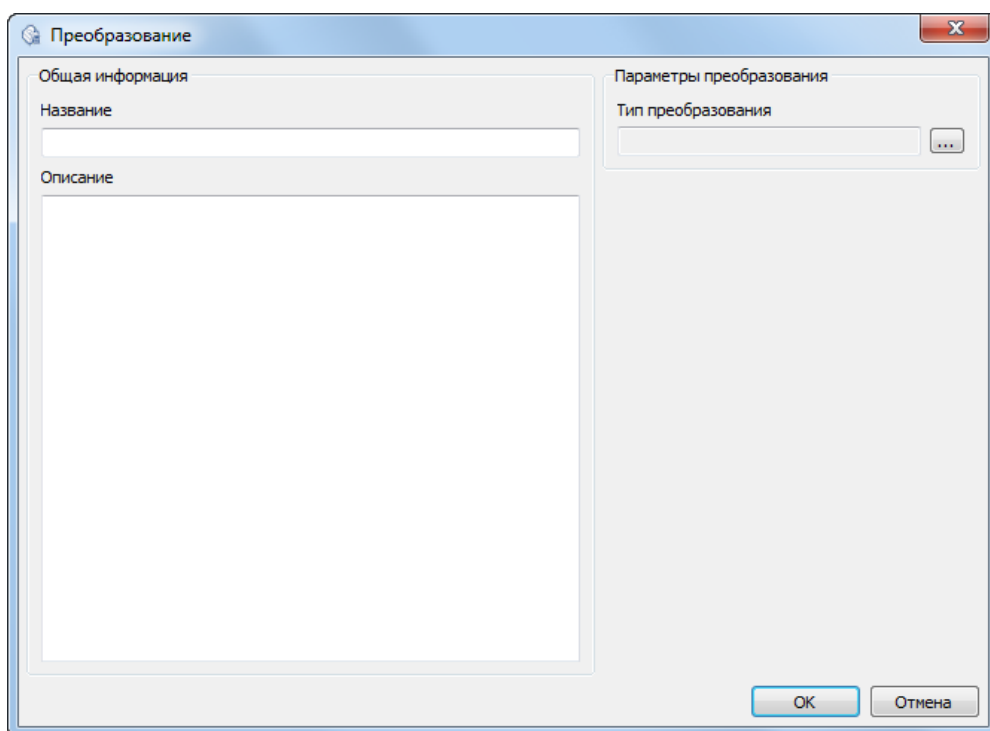 Преобразование
Общая информация
Название
Описание
Параметры преобразования
Тип преобразования
...
OK
Отмена